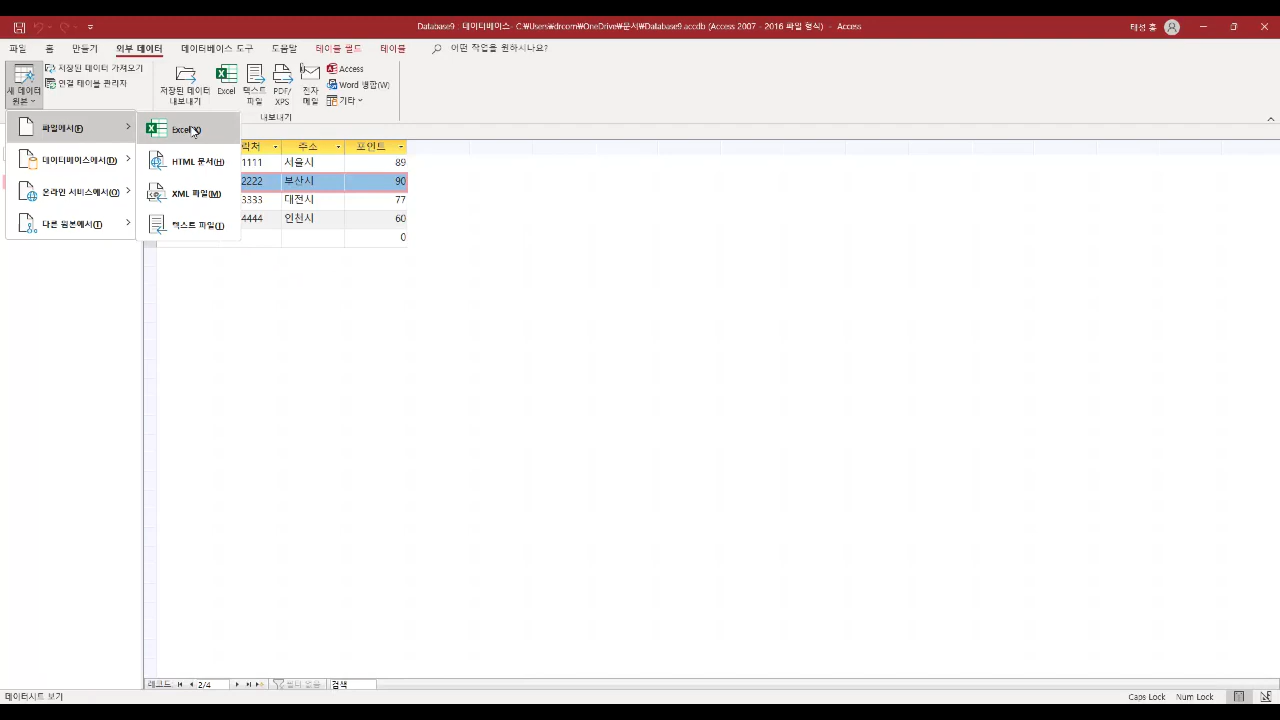 Database9 : 데이터베이스- C:₩Users₩drcom₩OneDrive₩문서₩Database9.accdb (Access 2007 - 2016 파일 형식) - Access
태성 홍
파일 홈 만들기 외부 데이터 데이터베이스 도구 도움말 테이블 필드 테이블 어떤 작업을 원하시나요?
새 데이터 원본
저장된 데이터 가져오기
연결 테이블 관리자
저장된 데이터 내보내기
Excel
텍스트 파일
PDF/ XPS
전자 메일
Access
Word 병합(W)
기타
내보내기
파일에서(F)
데이터베이스에서(D)
온라인 서비스에서(O)
다른 원본에서(T)
Excel
HTML 문서(H)
XML 파일(M)
텍스트 파일(T)
락처 주소 포인트
1111 서울시 89
2222 부산시 90
3333 대전시 77
4444 인천시 60
0
레코드 2/4 필터 없음 검색
데이터시트 보기
Caps Lock Num Lock